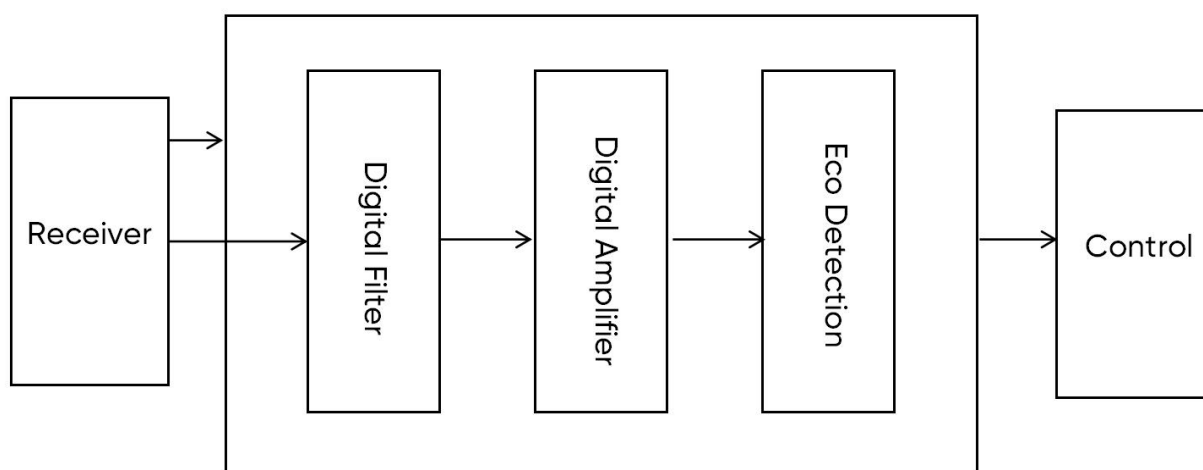 Receiver
Digital Filter
Digital Amplifier
Eco Detection
Control